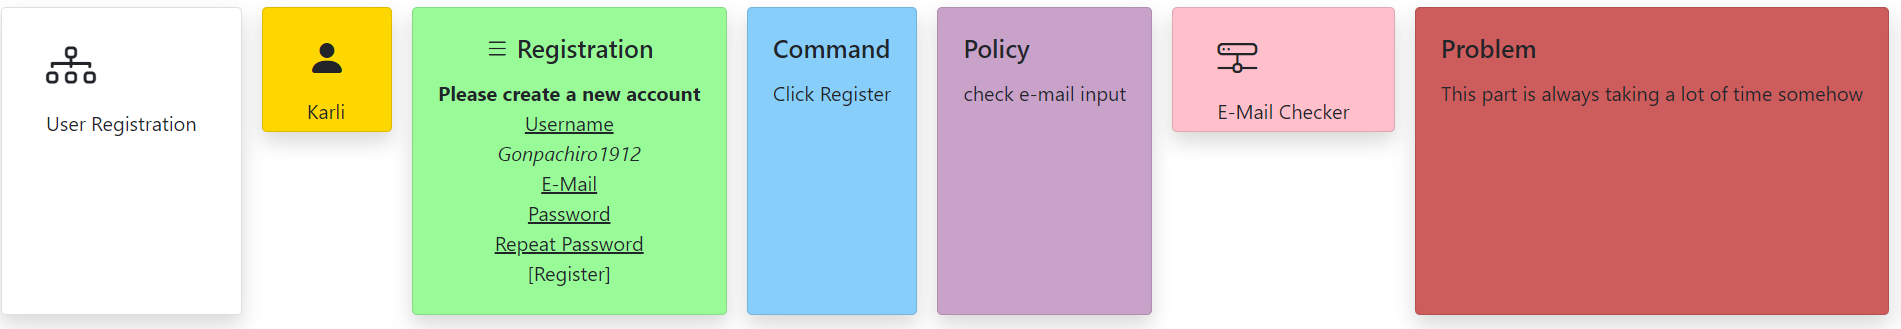 User Registration
Karli
Registration
Please create a new account
Username
Gonpachiro1912
E-Mail
Password
Repeat Password
[Register]
Command
Click Register
Policy
check e-mail input
E-Mail Checker
Problem
This part is always taking a lot of time somehow